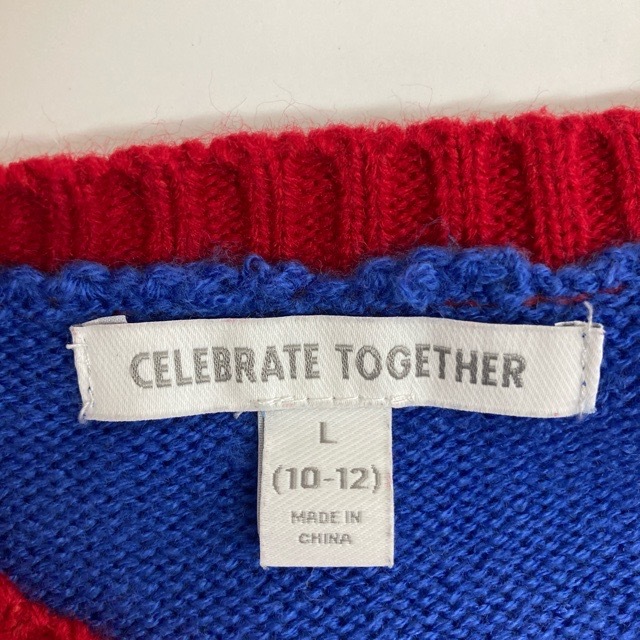 CELEBRATE TOGETHER
L
(10-12)
MADE IN
CHINA